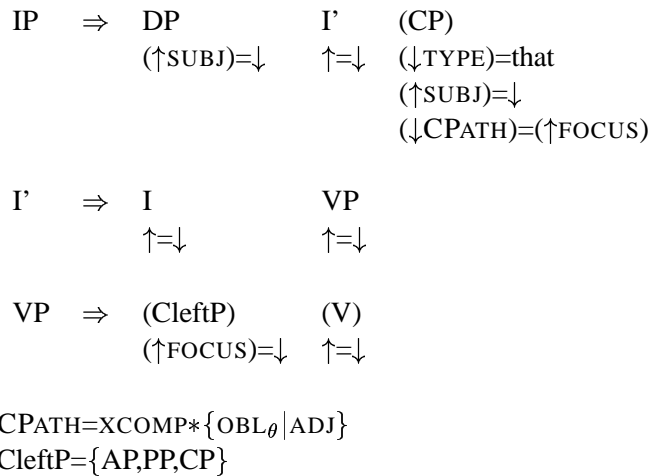 IP ⇒ DP I’ (CP)
(↑SUBJ)=↓ ↑=↓ (↓TYPE)=that
(↑SUBJ)=↓
(↓CPATH)=(↑FOCUS)
I’ ⇒ I VP
↑=↓ ↑=↓
VP ⇒ (CleftP) (V)
(↑FOCUS)=↓ ↑=↓
CPATH=XCOMP∗{OBLθ|ADJ}
CleftP={AP,PP,CP}